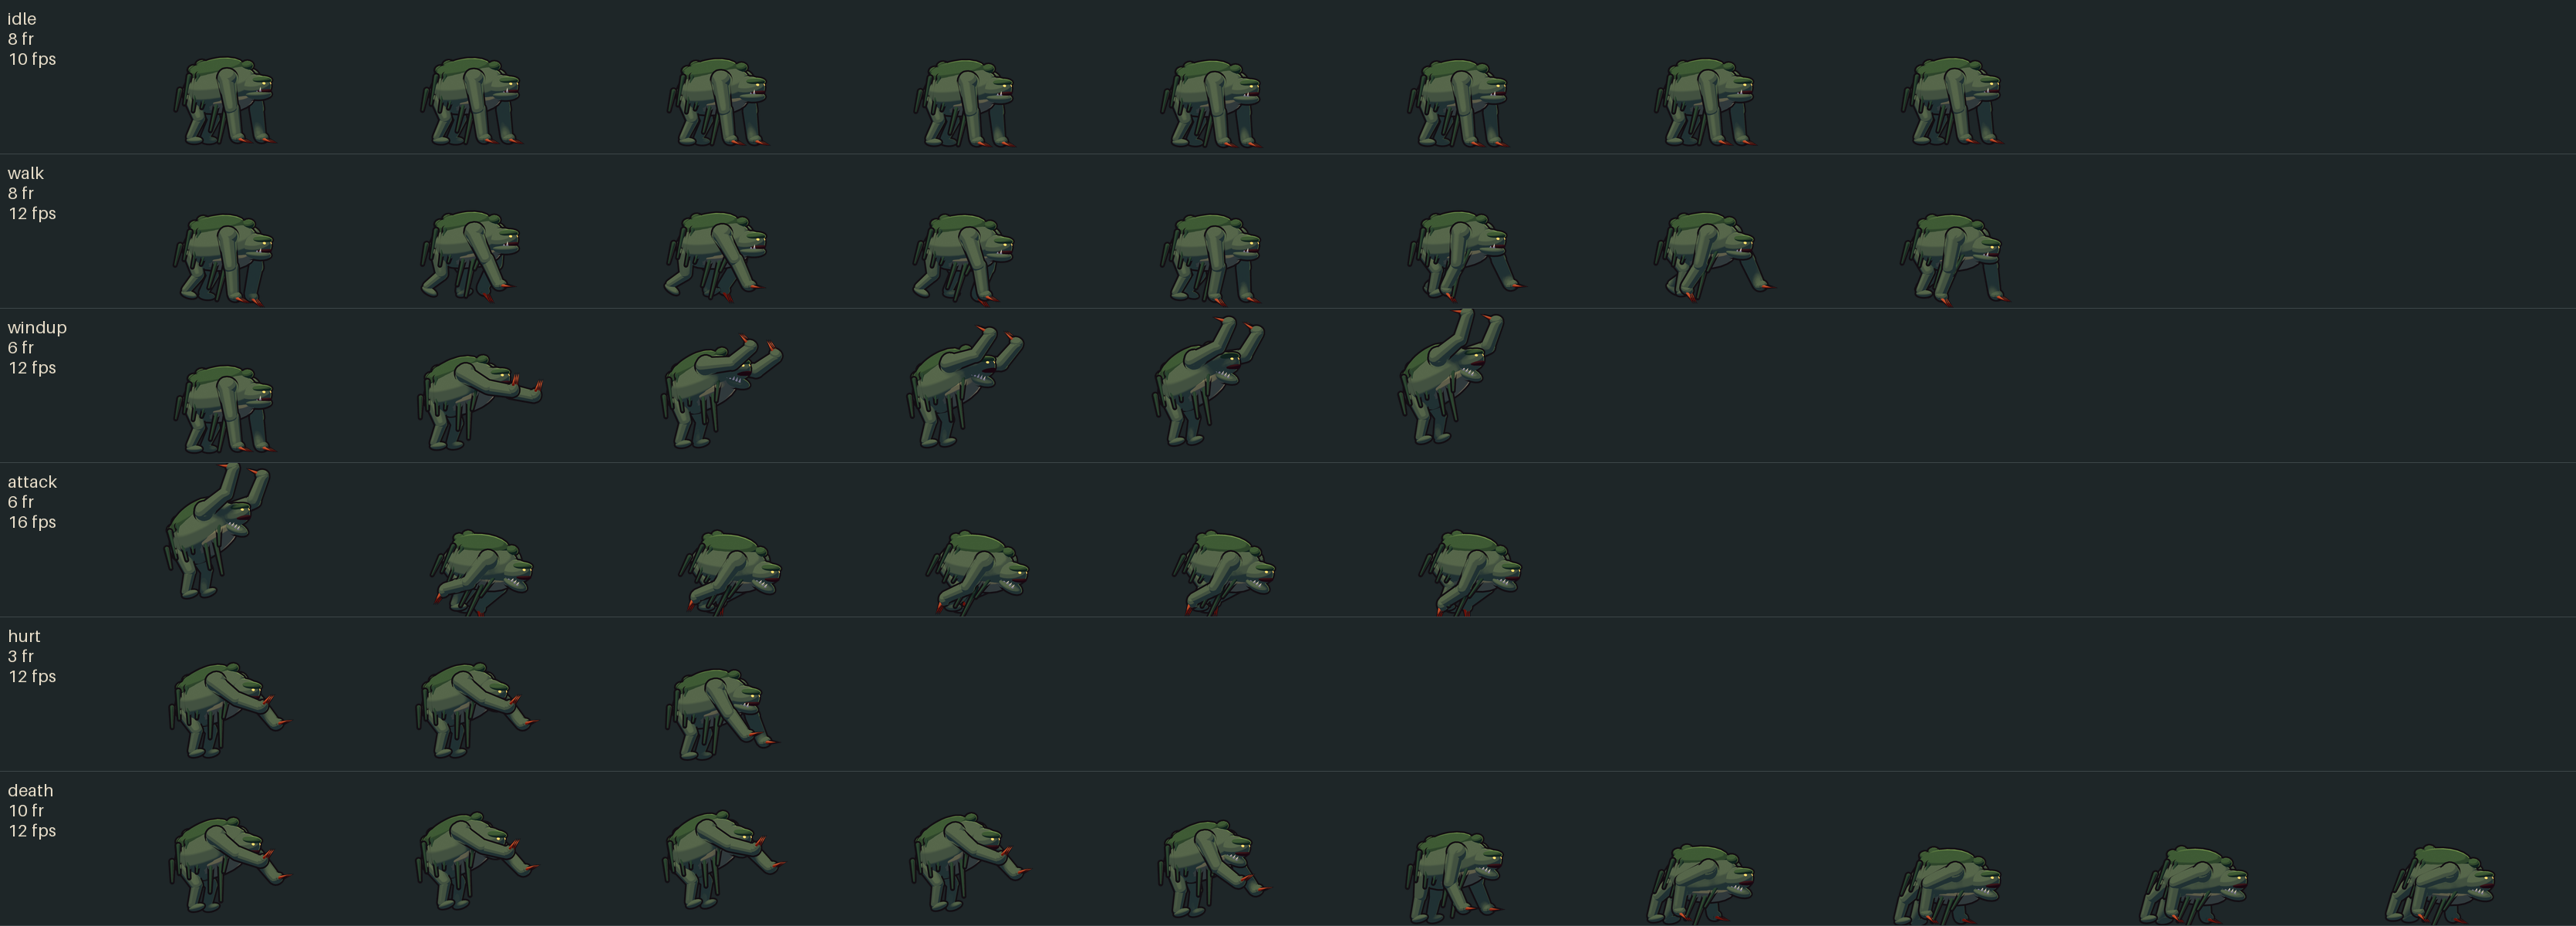 idle
8 fr
10 fps
walk
8 fr
12 fps
windup
6 fr
12 fps
attack
6 fr
16 fps
hurt
3 fr
12 fps
death
10 fr
12 fps